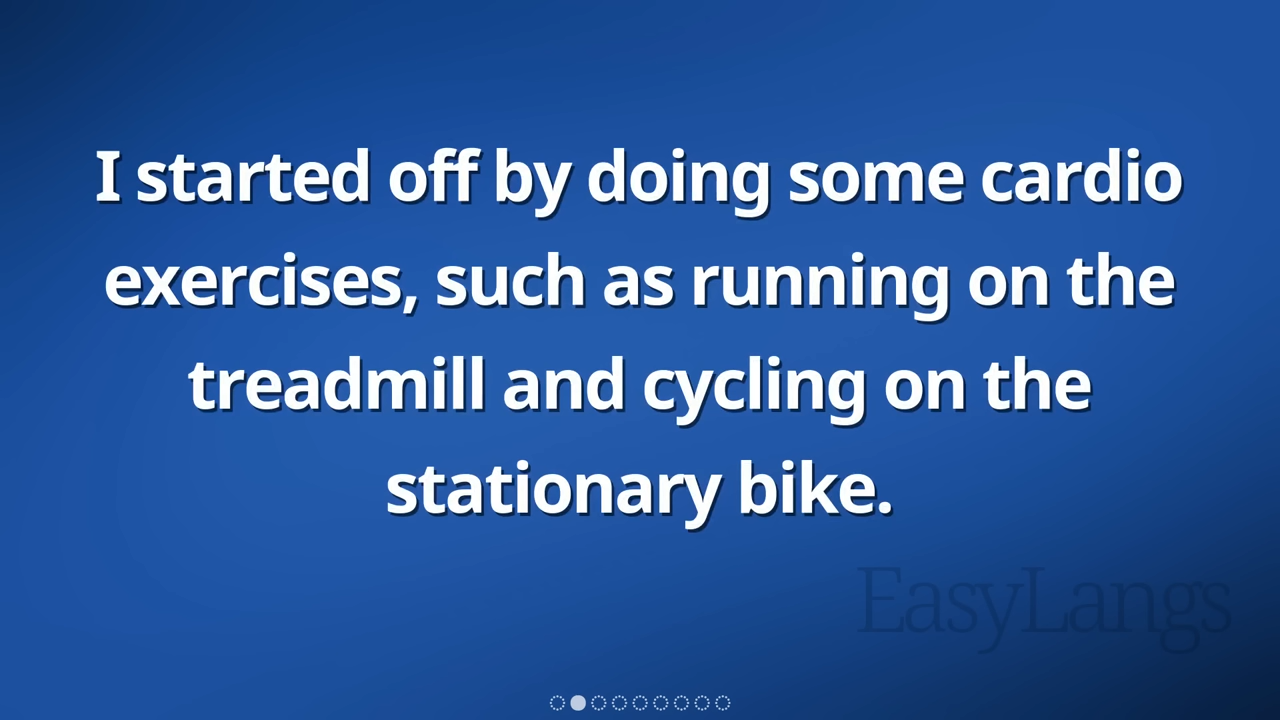 I started off by doing some cardio
exercises, such as running on the
treadmill and cycling on the
stationary bike.
EasyLangs